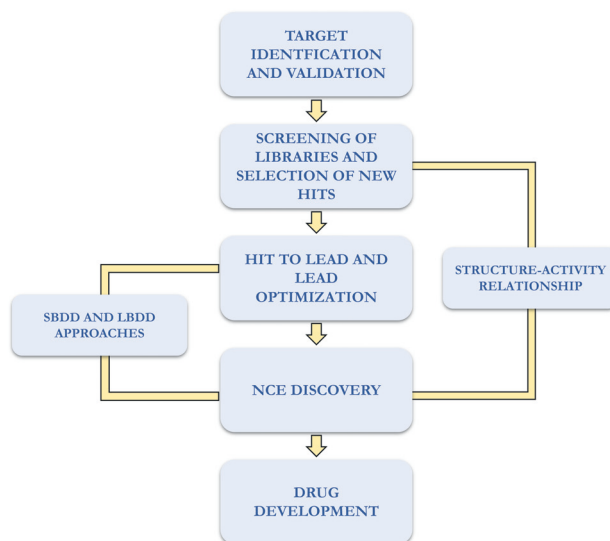 TARGET
IDENTFICATION
AND VALIDATION
SCREENING OF
LIBRARIES AND
SELECTION OF NEW
HITS
HIT TO LEAD AND
LEAD
OPTIMIZATION
STRUCTURE-ACTIVITY
RELATIONSHIP
SBDD AND LBDD
APPROACHES
NCE DISCOVERY
DRUG
DEVELOPMENT